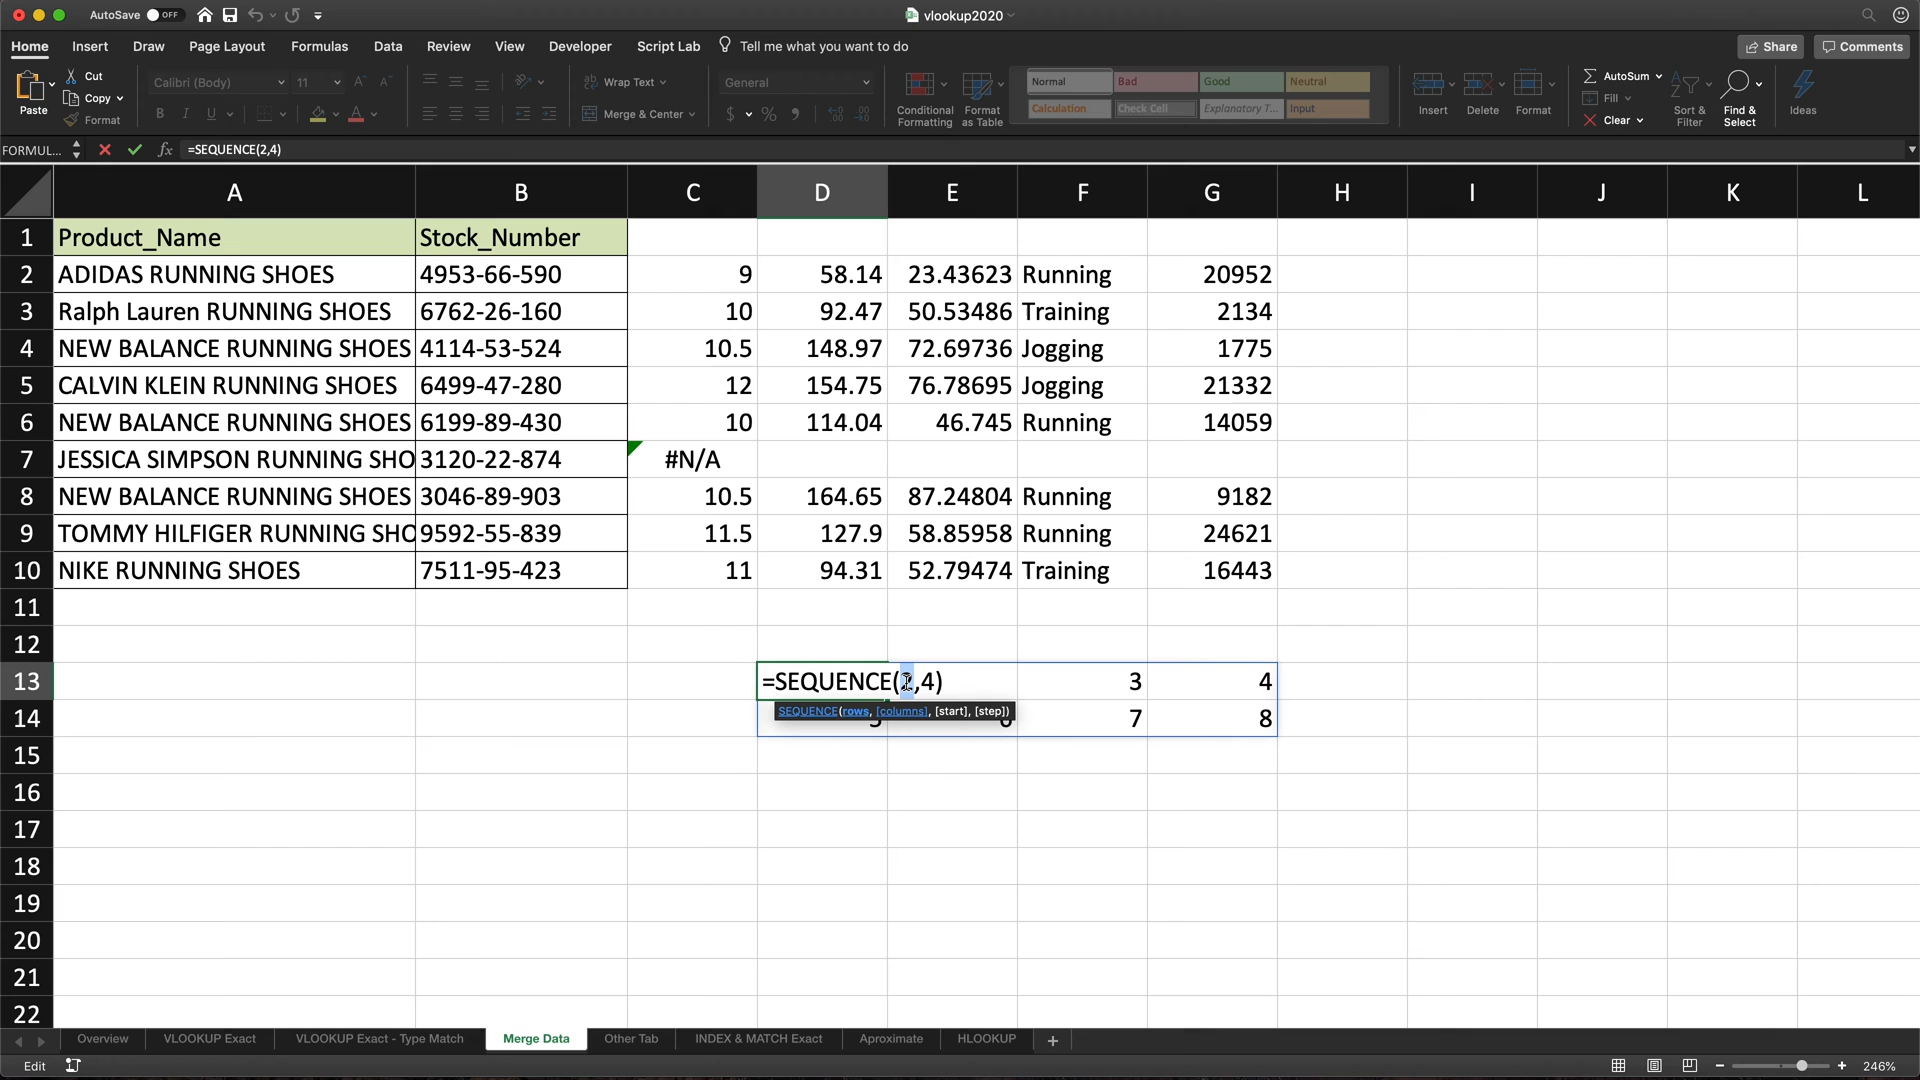 AutoSave OFF vlookup2020
Home Insert Draw Page Layout Formulas Data Review View Developer Script Lab Tell me what you want to do Share Comments
Paste Cut Copy Format
Calibri (Body) 11
B I U
Wrap Text
Merge & Center
General
$ %
Conditional Formatting
Format as Table
Normal Bad Good Neutral
Calculation Check Cell Explanatory T... Input
Insert Delete Format
AutoSum
Fill
Clear
Sort & Filter
Find & Select
Ideas
FORMUL... fx =SEQUENCE(2,4)
A B C D E F G H I J K L
1 Product_Name Stock_Number
2 ADIDAS RUNNING SHOES 4953-66-590 9 58.14 23.43623 Running 20952
3 Ralph Lauren RUNNING SHOES 6762-26-160 10 92.47 50.53486 Training 2134
4 NEW BALANCE RUNNING SHOES 4114-53-524 10.5 148.97 72.69736 Jogging 1775
5 CALVIN KLEIN RUNNING SHOES 6499-47-280 12 154.75 76.78695 Jogging 21332
6 NEW BALANCE RUNNING SHOES 6199-89-430 10 114.04 46.745 Running 14059
7 JESSICA SIMPSON RUNNING SHO 3120-22-874 #N/A
8 NEW BALANCE RUNNING SHOES 3046-89-903 10.5 164.65 87.24804 Running 9182
9 TOMMY HILFIGER RUNNING SHO 9592-55-839 11.5 127.9 58.85958 Running 24621
10 NIKE RUNNING SHOES 7511-95-423 11 94.31 52.79474 Training 16443
11
12
13 =SEQUENCE(2,4) 3 4
SEQUENCE(rows, [columns], [start], [step])
14 7 8
15
16
17
18
19
20
21
22
Overview VLOOKUP Exact VLOOKUP Exact - Type Match Merge Data Other Tab INDEX & MATCH Exact Aproximate HLOOKUP +
Edit 246%